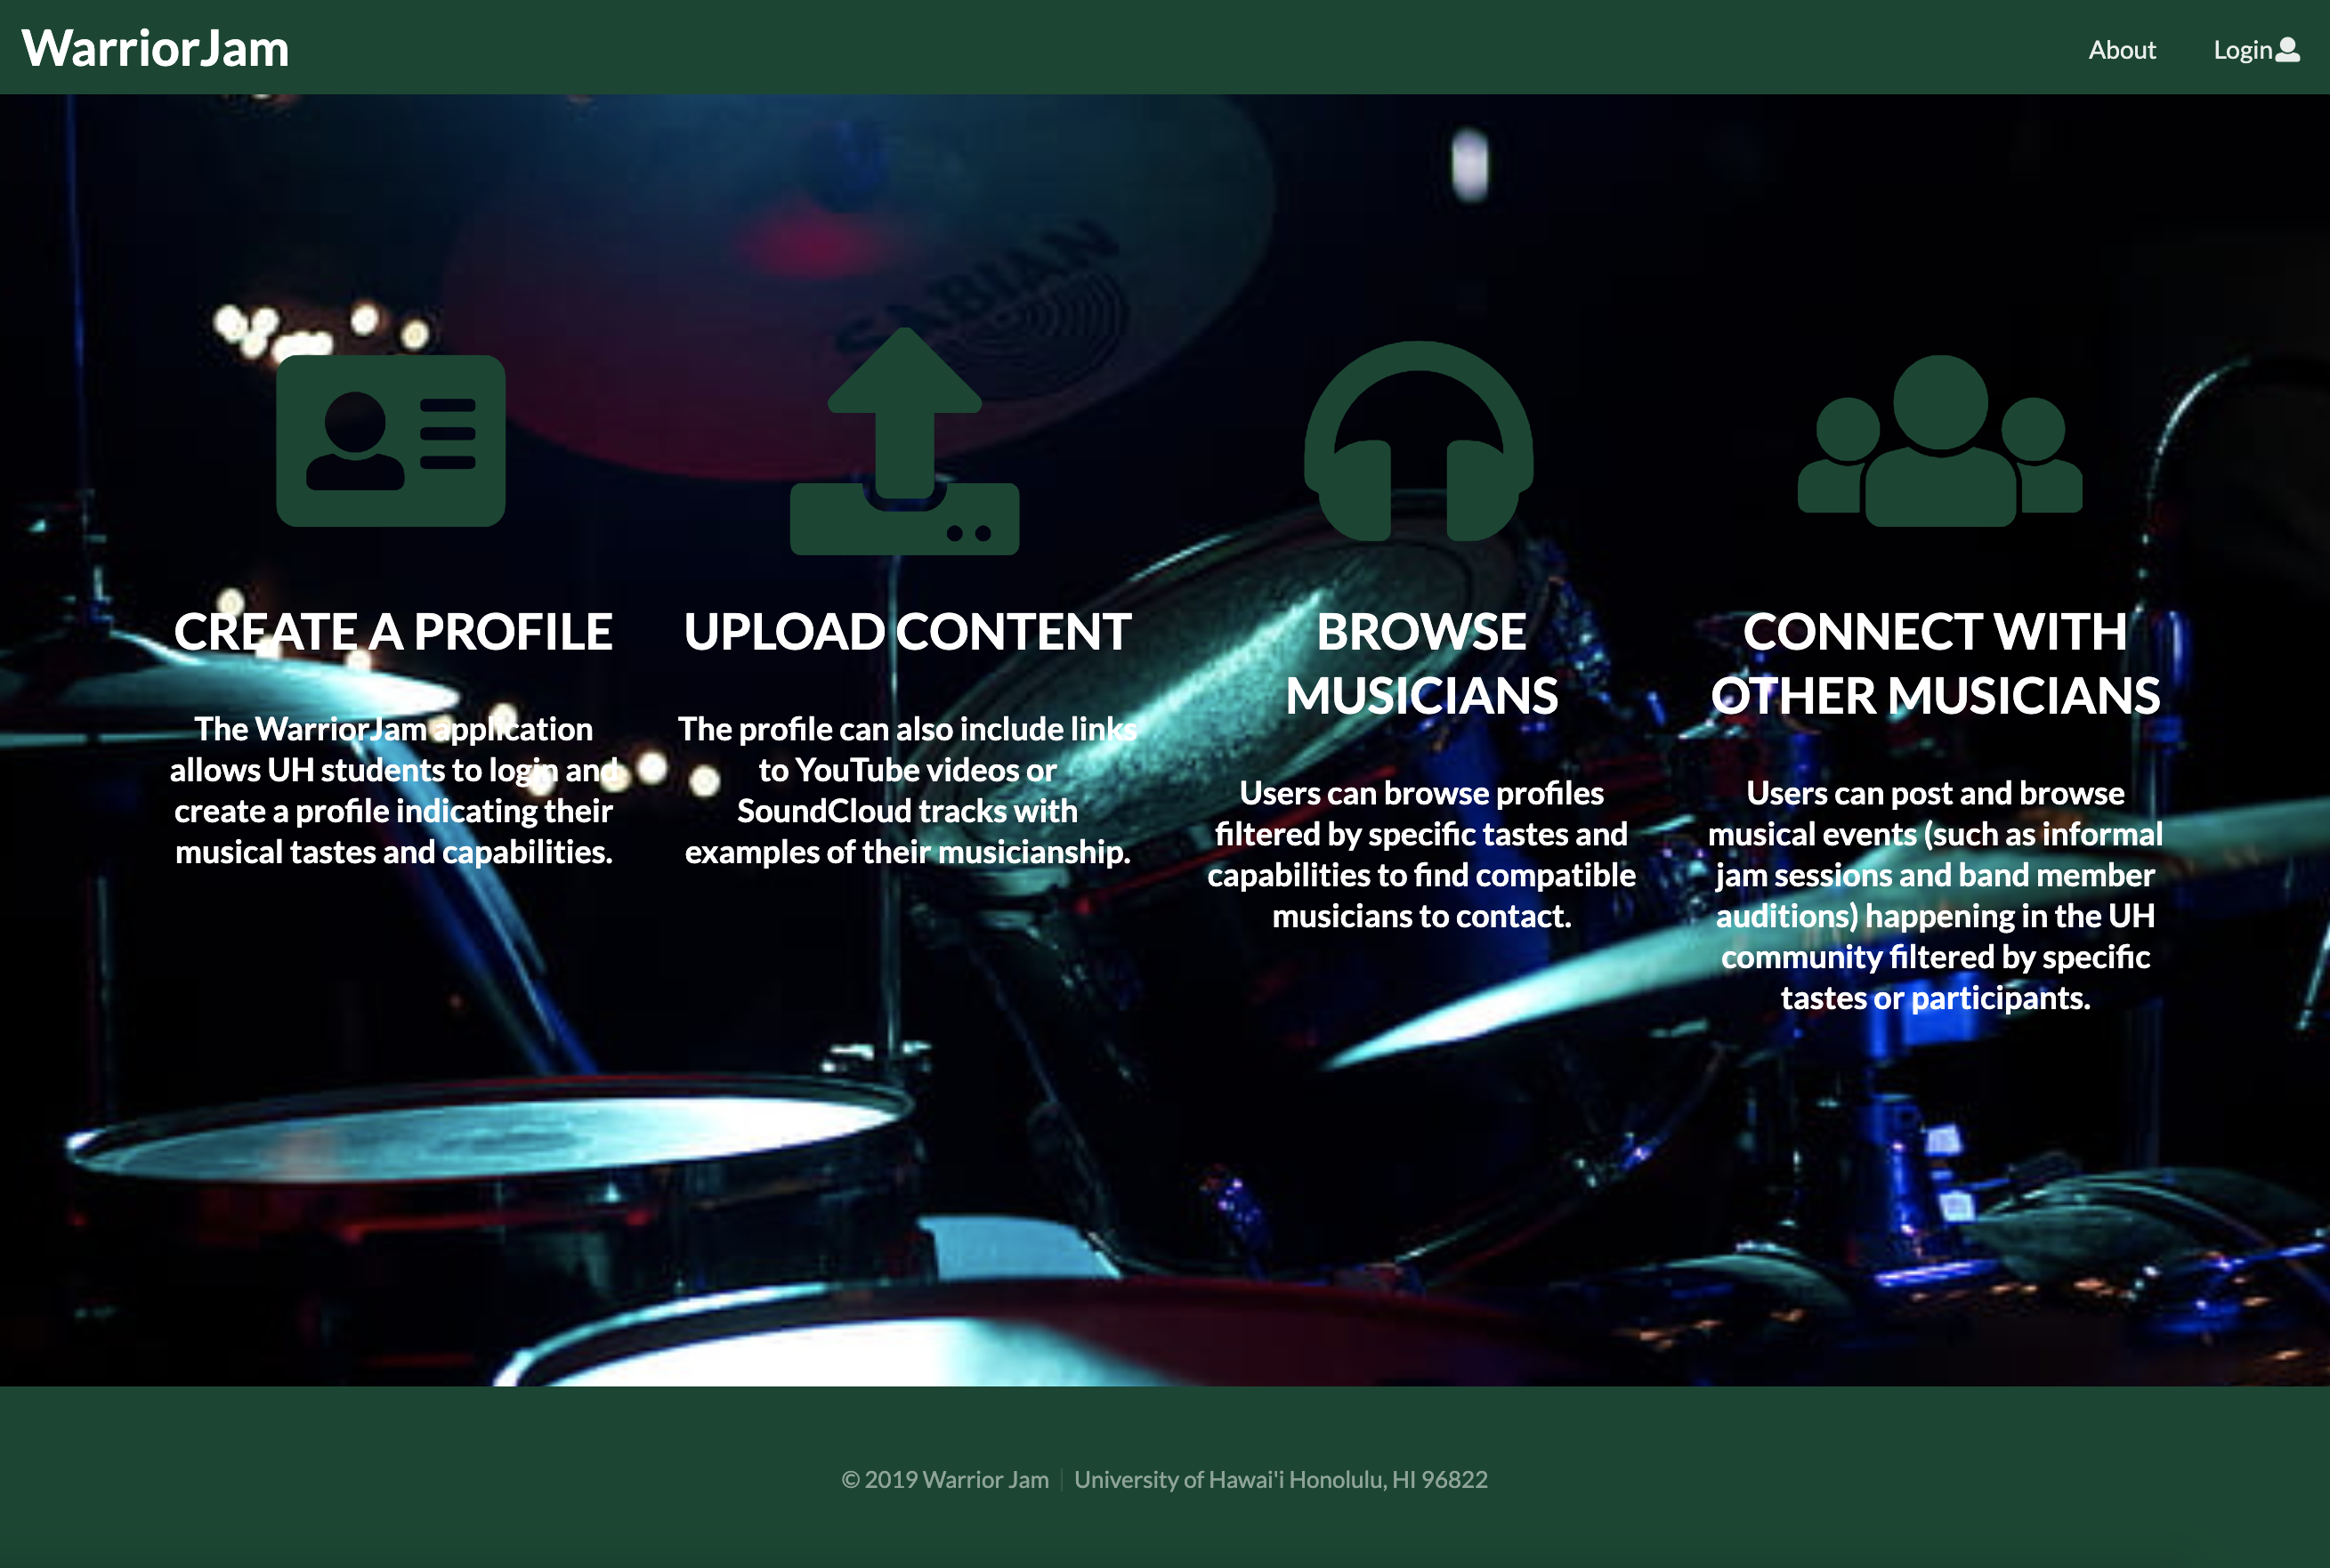 WarriorJam
About
Login
SABIAN
CREATE A PROFILE
The WarriorJam application
allows UH students to login and
create a profile indicating their
musical tastes and capabilities.
UPLOAD CONTENT
The profile can also include links
to YouTube videos or
SoundCloud tracks with
examples of their musicianship.
BROWSE
MUSICIANS
Users can browse profiles
filtered by specific tastes and
capabilities to find compatible
musicians to contact.
CONNECT WITH
OTHER MUSICIANS
Users can post and browse
musical events (such as informal
jam sessions and band member
auditions) happening in the UH
community filtered by specific
tastes or participants.
© 2019 Warrior Jam | University of Hawai'i Honolulu, HI 96822